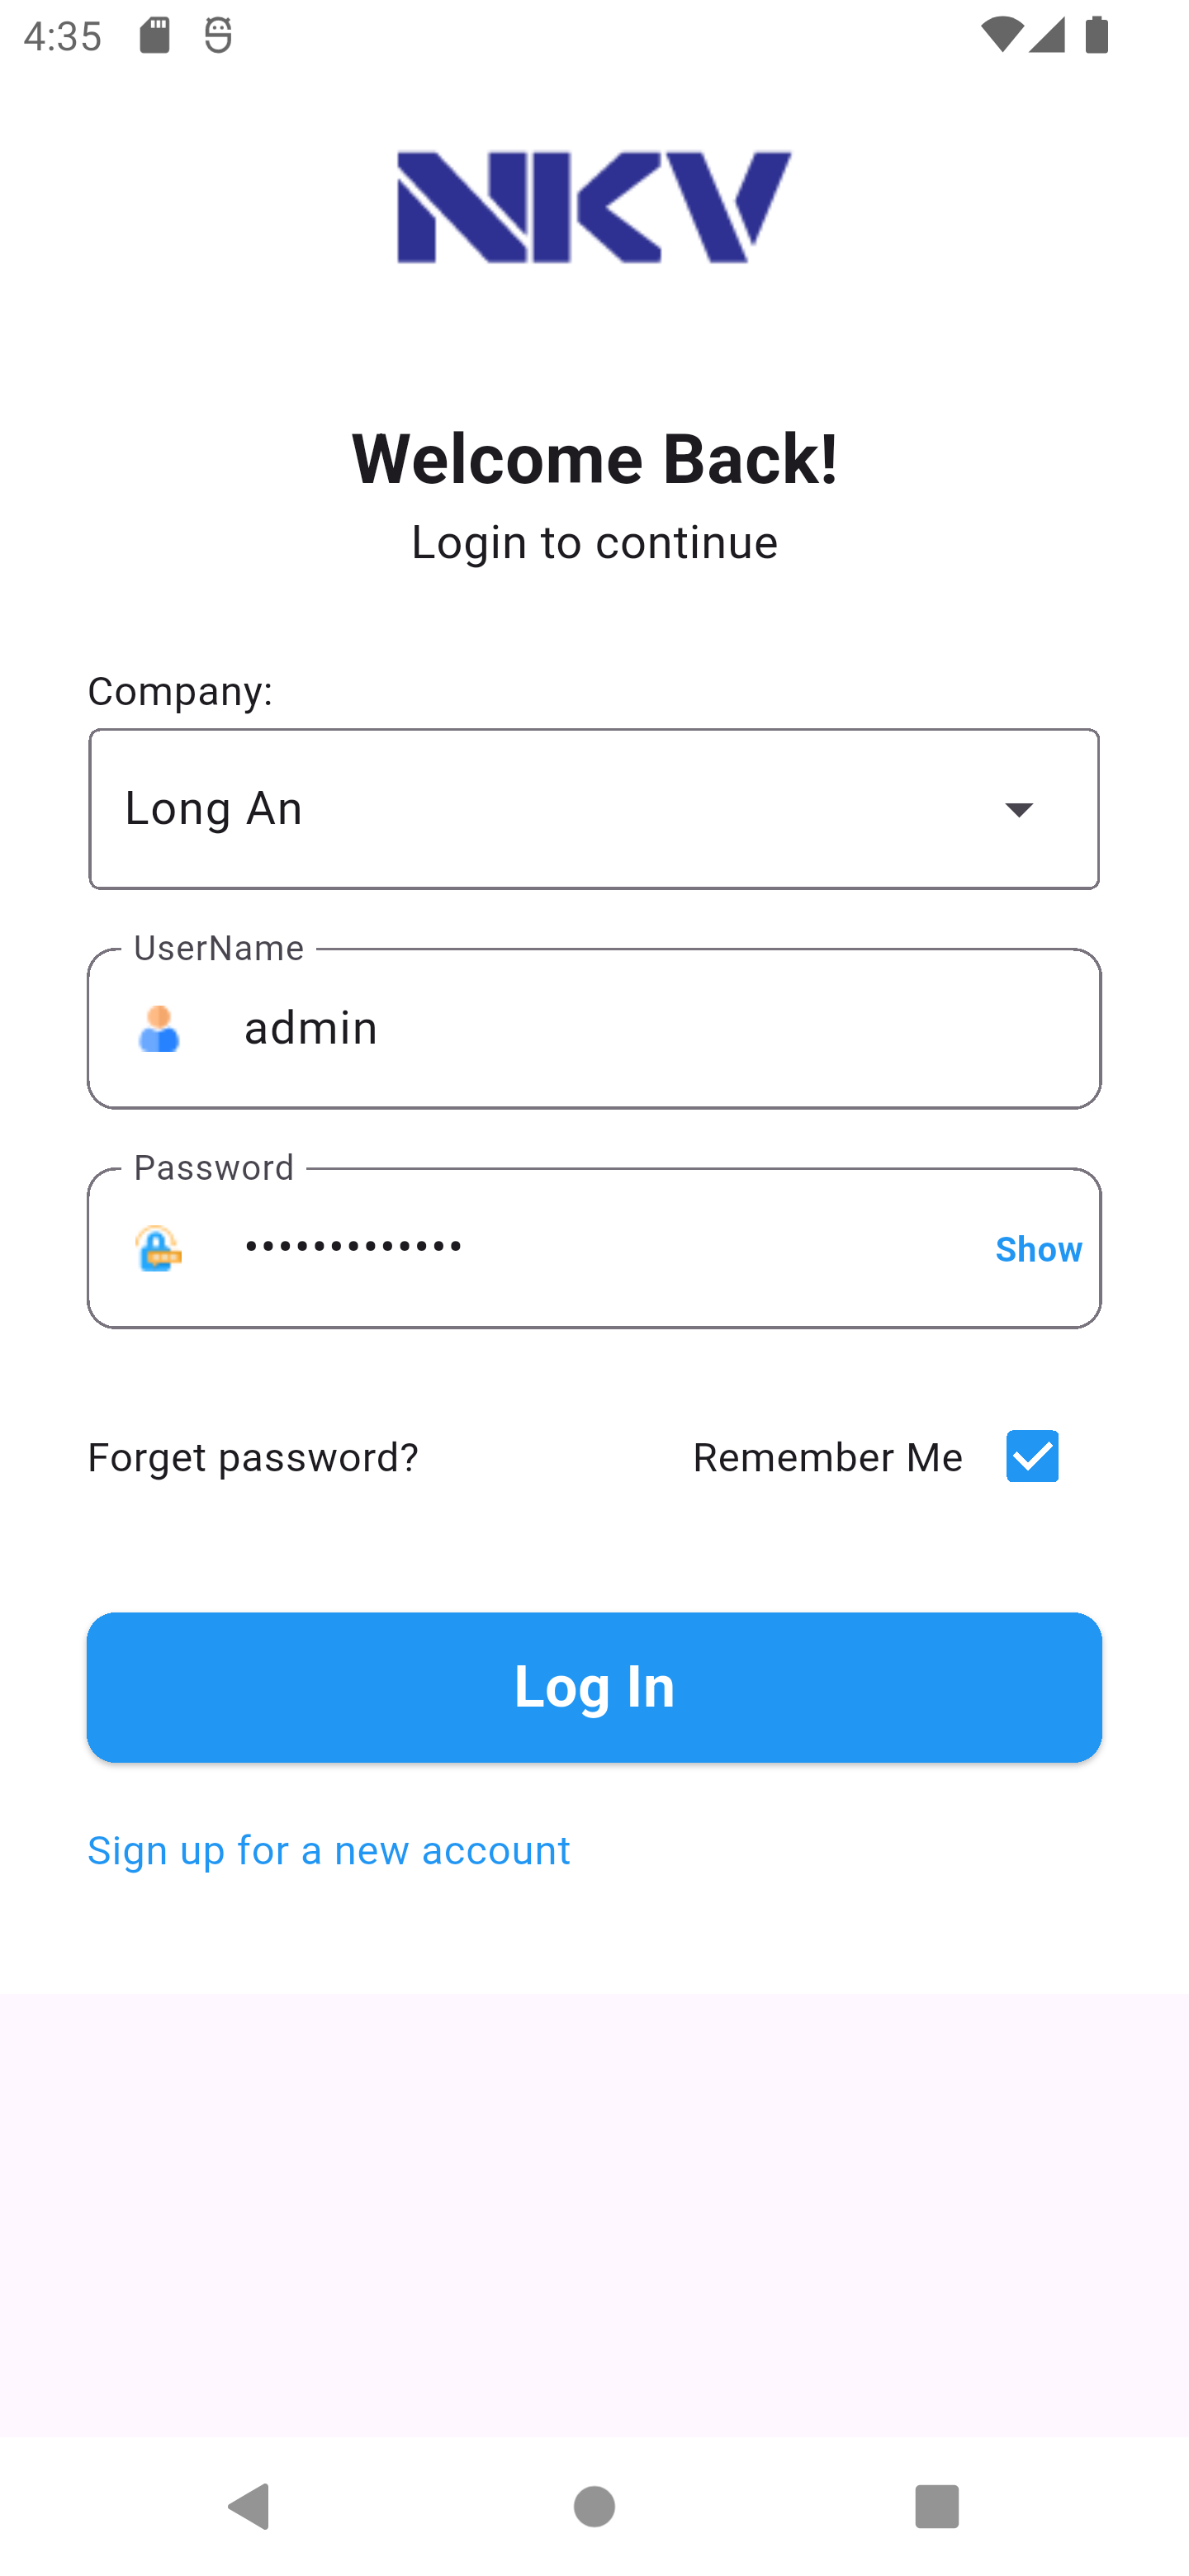 4:35
NKV
Welcome Back!
Login to continue
Company:
Long An
UserName
admin
Password
•••••••••••••
Show
Forget password?
Remember Me
Log In
Sign up for a new account